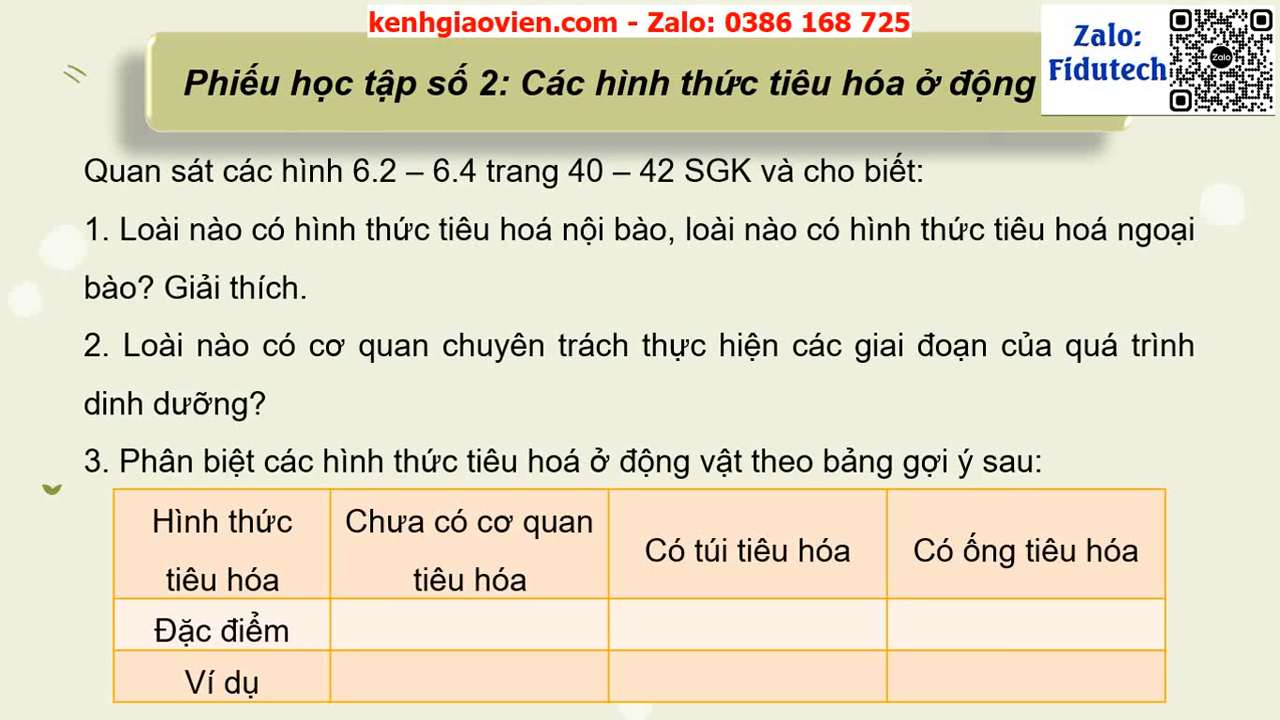 kenhgiaovien.com - Zalo: 0386 168 725
Zalo:
Fidutech
Zalo
Phiếu học tập số 2: Các hình thức tiêu hóa ở động
Quan sát các hình 6.2 – 6.4 trang 40 – 42 SGK và cho biết:
1. Loài nào có hình thức tiêu hoá nội bào, loài nào có hình thức tiêu hoá ngoại
bào? Giải thích.
2. Loài nào có cơ quan chuyên trách thực hiện các giai đoạn của quá trình
dinh dưỡng?
3. Phân biệt các hình thức tiêu hoá ở động vật theo bảng gợi ý sau:
Hình thức
tiêu hóa
Chưa có cơ quan
tiêu hóa
Có túi tiêu hóa
Có ống tiêu hóa
Đặc điểm
Ví dụ